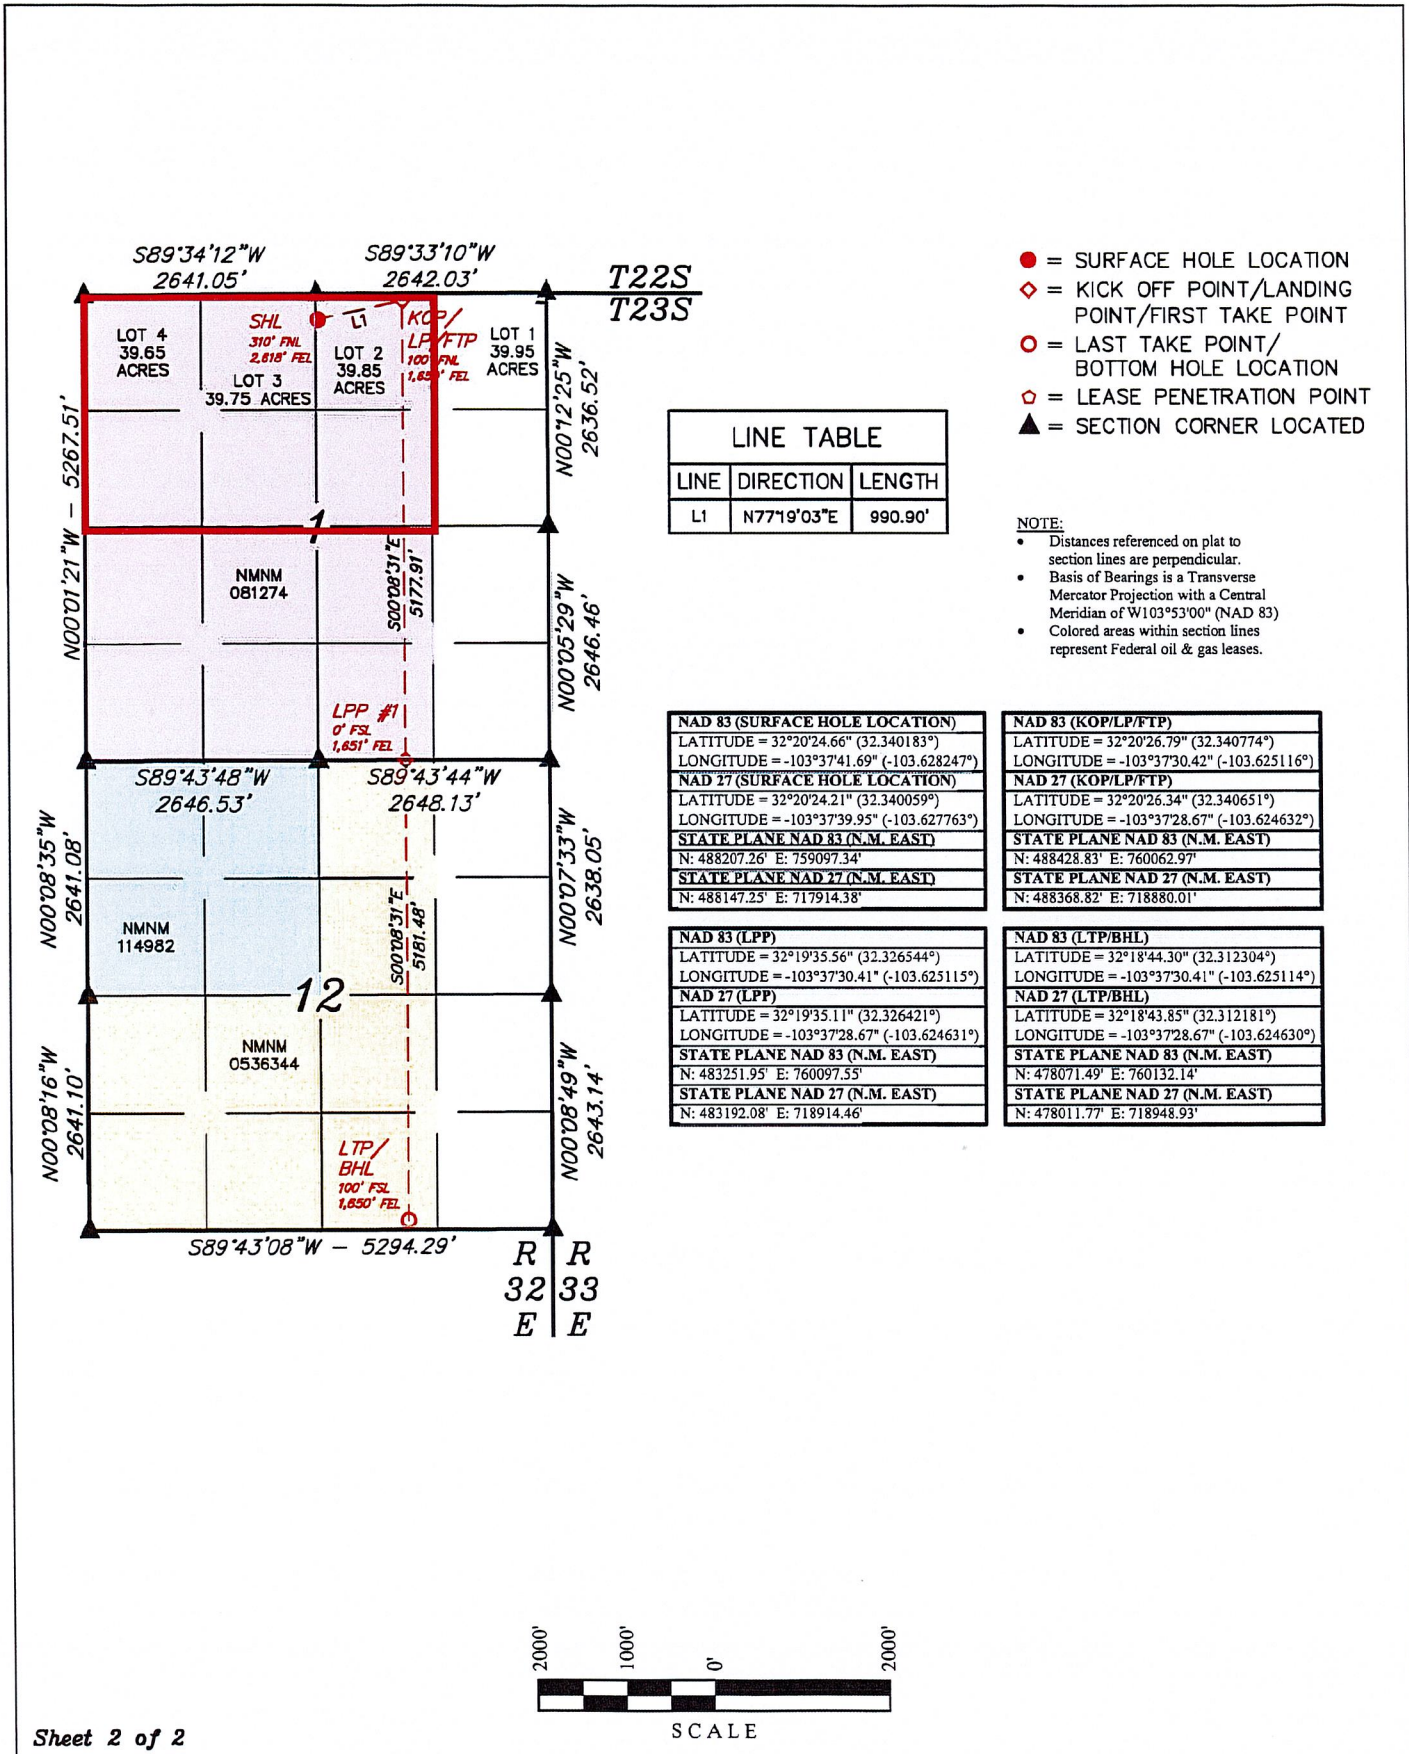 S89°34'12"W
2641.05'
S89°33'10"W
2642.03'
T22S
T23S
LOT 4
39.65
ACRES
SHL
310' FNL
2,618' FEL
L1
KOP/
LP/FTP
100' FNL
1,650' FEL
LOT 1
39.95
ACRES
LOT 2
39.85
ACRES
LOT 3
39.75 ACRES
N00°01'21"W – 5267.51'
N00°12'25"W
2636.52'
1
NMNM
081274
S00°08'31"E
5177.91'
N00°05'29"W
2646.46'
LPP #1
0' FSL
1,651' FEL
S89°43'48"W
2646.53'
S89°43'44"W
2648.13'
N00°08'35"W
2641.08'
N00°07'33"W
2638.05'
NMNM
114982
S00°08'31"E
5181.48'
12
NMNM
0536344
N00°08'16"W
2641.10'
N00°08'49"W
2643.14'
LTP/
BHL
100' FSL
1,650' FEL
S89°43'08"W – 5294.29'
R R
32 33
E E
= SURFACE HOLE LOCATION
= KICK OFF POINT/LANDING
POINT/FIRST TAKE POINT
= LAST TAKE POINT/
BOTTOM HOLE LOCATION
= LEASE PENETRATION POINT
= SECTION CORNER LOCATED
LINE TABLE
LINE DIRECTION LENGTH
L1 N77°19'03"E 990.90'
NOTE:
• Distances referenced on plat to
section lines are perpendicular.
• Basis of Bearings is a Transverse
Mercator Projection with a Central
Meridian of W103°53'00" (NAD 83)
• Colored areas within section lines
represent Federal oil & gas leases.
NAD 83 (SURFACE HOLE LOCATION)
LATITUDE = 32°20'24.66" (32.340183°)
LONGITUDE = -103°37'41.69" (-103.628247°)
NAD 27 (SURFACE HOLE LOCATION)
LATITUDE = 32°20'24.21" (32.340059°)
LONGITUDE = -103°37'39.95" (-103.627763°)
STATE PLANE NAD 83 (N.M. EAST)
N: 488207.26' E: 759097.34'
STATE PLANE NAD 27 (N.M. EAST)
N: 488147.25' E: 717914.38'
NAD 83 (KOP/LP/FTP)
LATITUDE = 32°20'26.79" (32.340774°)
LONGITUDE = -103°37'30.42" (-103.625116°)
NAD 27 (KOP/LP/FTP)
LATITUDE = 32°20'26.34" (32.340651°)
LONGITUDE = -103°37'28.67" (-103.624632°)
STATE PLANE NAD 83 (N.M. EAST)
N: 488428.83' E: 760062.97'
STATE PLANE NAD 27 (N.M. EAST)
N: 488368.82' E: 718880.01'
NAD 83 (LPP)
LATITUDE = 32°19'35.56" (32.326544°)
LONGITUDE = -103°37'30.41" (-103.625115°)
NAD 27 (LPP)
LATITUDE = 32°19'35.11" (32.326421°)
LONGITUDE = -103°37'28.67" (-103.624631°)
STATE PLANE NAD 83 (N.M. EAST)
N: 483251.95' E: 760097.55'
STATE PLANE NAD 27 (N.M. EAST)
N: 483192.08' E: 718914.46'
NAD 83 (LTP/BHL)
LATITUDE = 32°18'44.30" (32.312304°)
LONGITUDE = -103°37'30.41" (-103.625114°)
NAD 27 (LTP/BHL)
LATITUDE = 32°18'43.85" (32.312181°)
LONGITUDE = -103°37'28.67" (-103.624630°)
STATE PLANE NAD 83 (N.M. EAST)
N: 478071.49' E: 760132.14'
STATE PLANE NAD 27 (N.M. EAST)
N: 478011.77' E: 718948.93'
2000' 1000' 0' 2000'
SCALE
Sheet 2 of 2